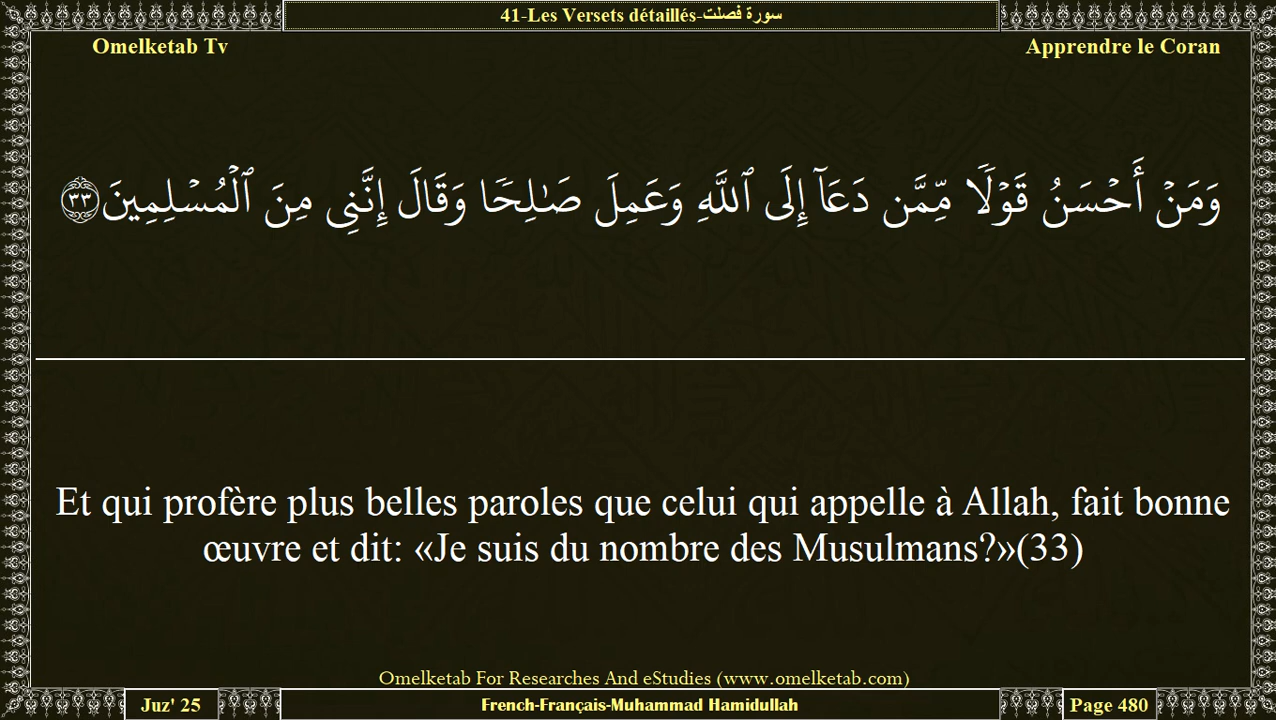 41-Les Versets détaillés-سورة فصلت
Omelketab Tv
Apprendre le Coran
وَمَنۡ أَحۡسَنُ قَوۡلٗا مِّمَّن دَعَآ إِلَى ٱللَّهِ وَعَمِلَ صَٰلِحٗا وَقَالَ إِنَّنِي مِنَ ٱلۡمُسۡلِمِينَ ٣٣
Et qui profère plus belles paroles que celui qui appelle à Allah, fait bonne
œuvre et dit: «Je suis du nombre des Musulmans?»(33)
Omelketab For Researches And eStudies (www.omelketab.com)
Juz' 25
French-Français-Muhammad Hamidullah
Page 480